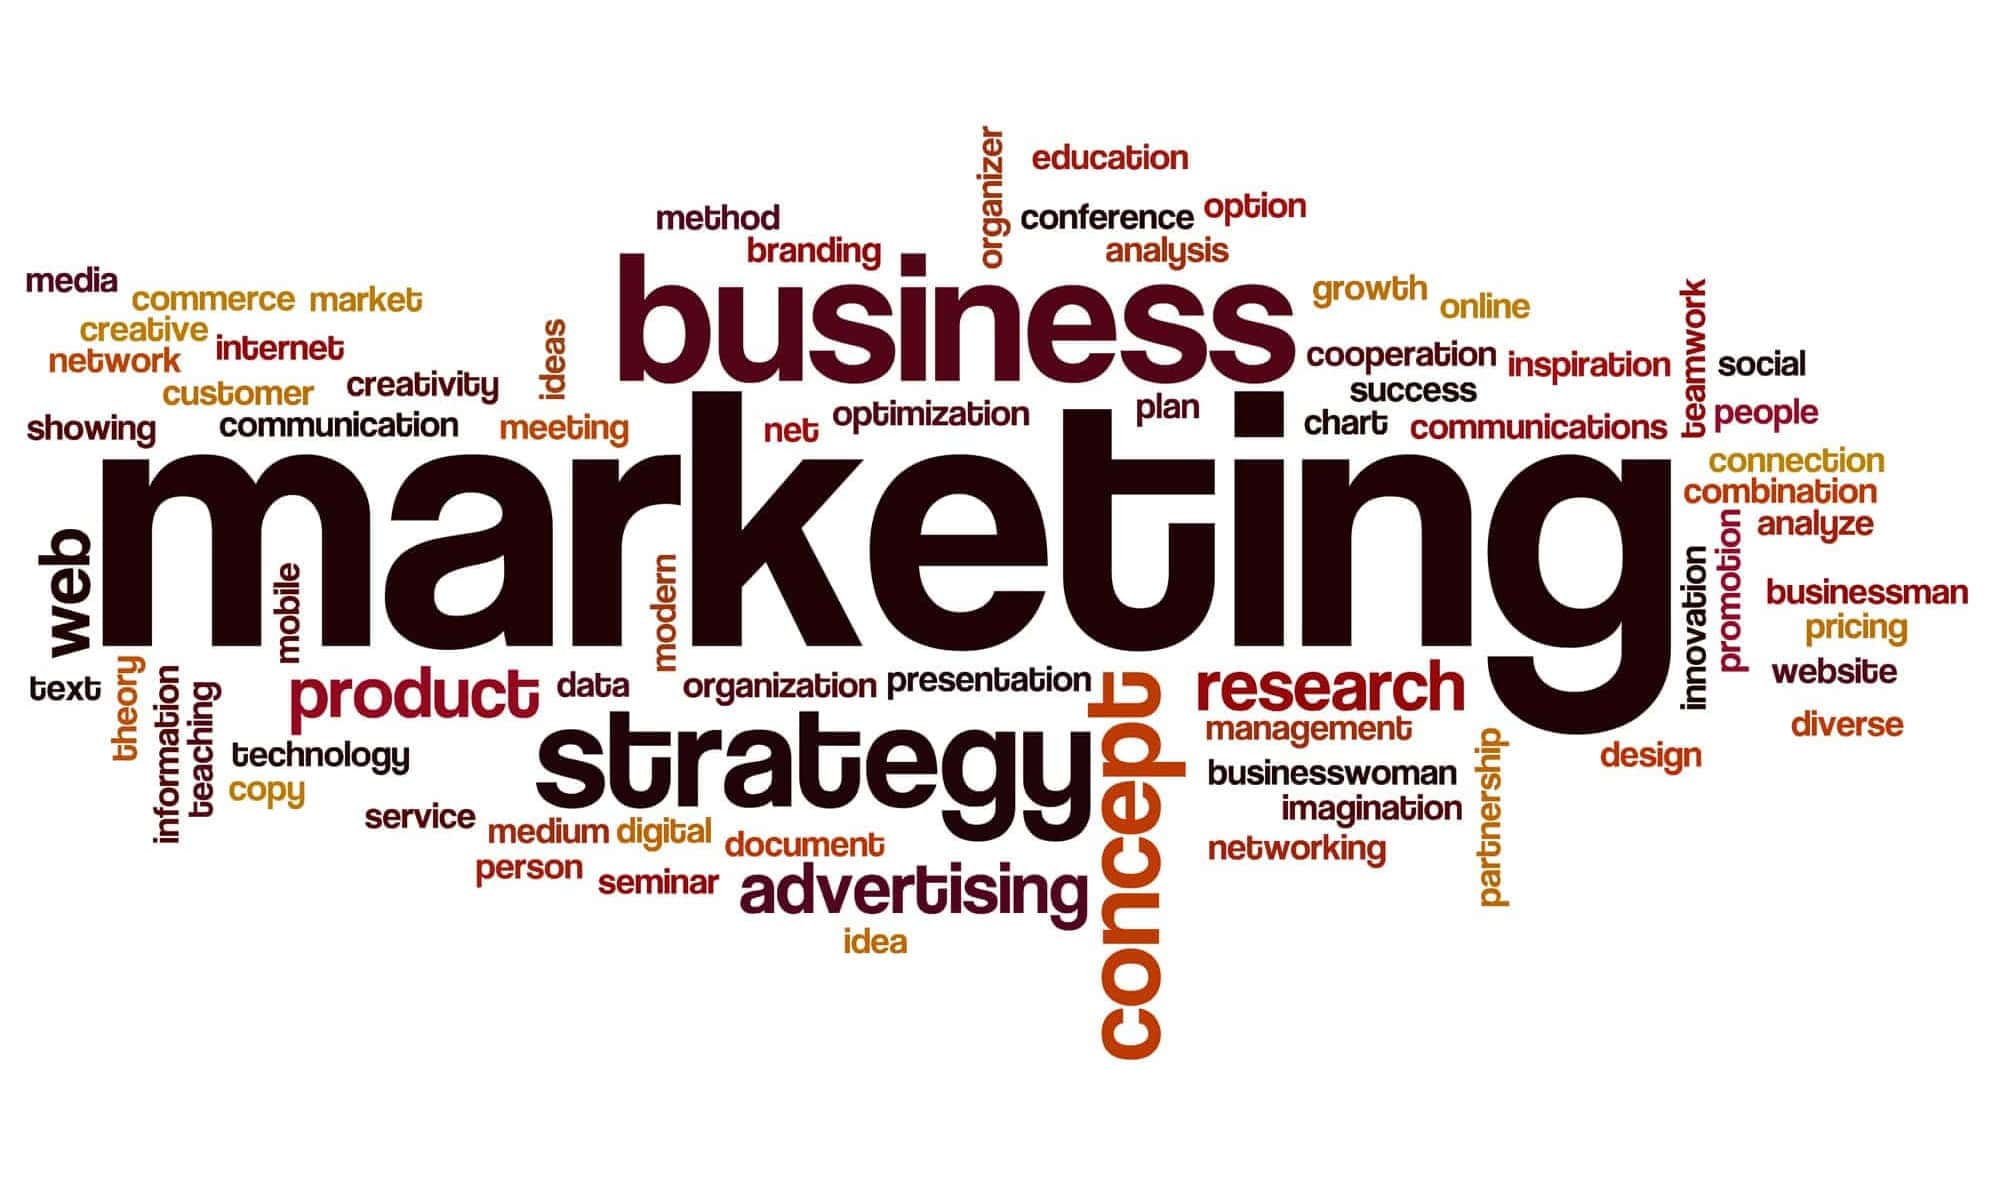 organizer
education
method
conference
option
branding
analysis
media
commerce
market
business
growth
online
creative
network
internet
ideas
cooperation
inspiration
teamwork
social
customer
creativity
success
showing
communication
meeting
net
optimization
plan
chart
communications
people
marketing
connection
combination
analyze
web
mobile
modern
innovation
promotion
businessman
pricing
text
theory
information
teaching
product
data
organization
presentation
concept
research
website
technology
copy
strategy
management
partnership
design
diverse
businesswoman
service
medium
digital
document
imagination
networking
person
seminar
advertising
idea